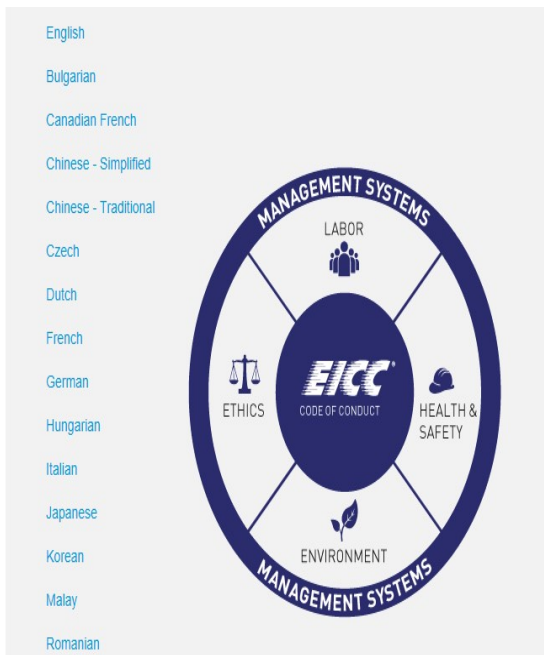 English
Bulgarian
Canadian French
Chinese - Simplified
Chinese - Traditional
Czech
Dutch
French
German
Hungarian
Italian
Japanese
Korean
Malay
Romanian
MANAGEMENT SYSTEMS
LABOR
ETHICS
EICC®
CODE OF CONDUCT
HEALTH &
SAFETY
ENVIRONMENT
MANAGEMENT SYSTEMS